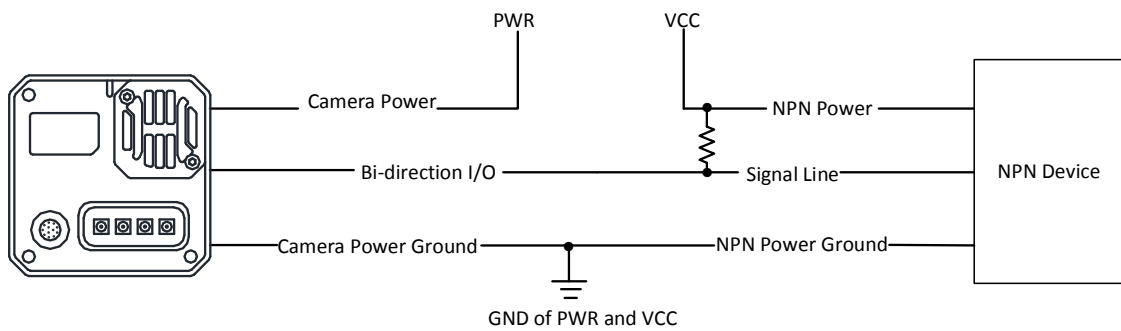 PWR
VCC
Camera Power
NPN Power
Bi-direction I/O
Signal Line
NPN Device
Camera Power Ground
NPN Power Ground
GND of PWR and VCC